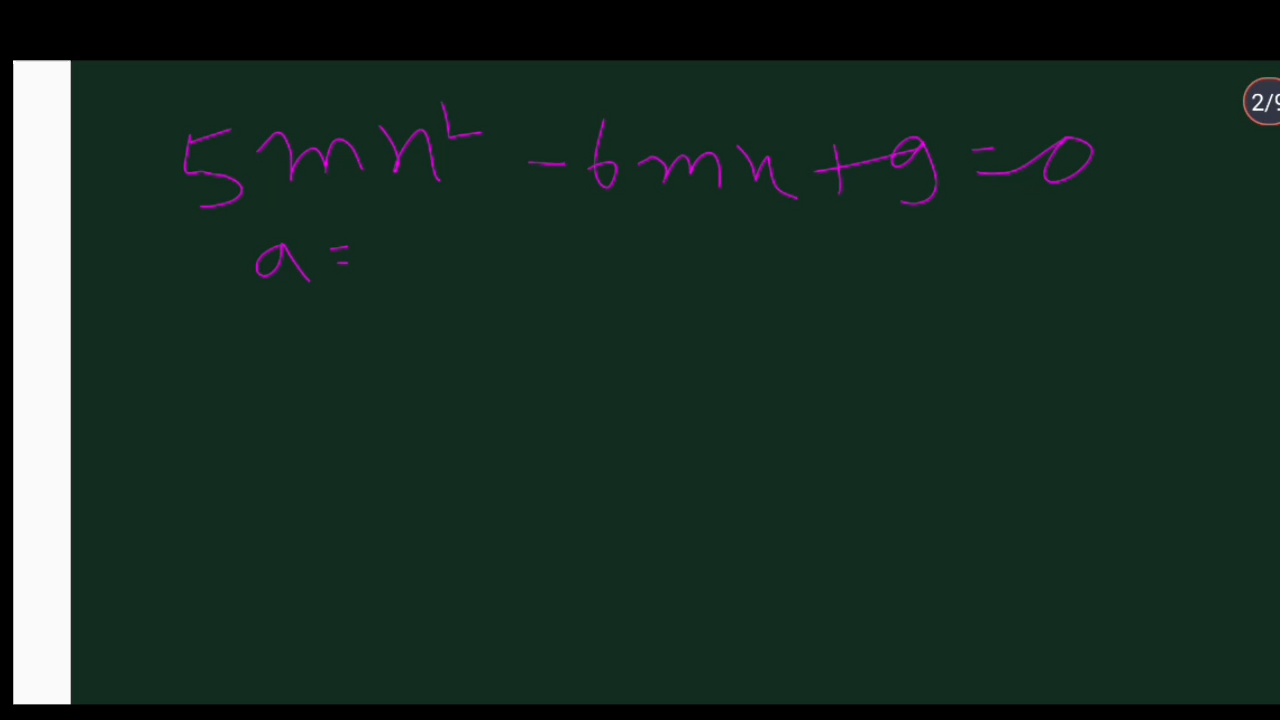 5mx² - 6mx + 9 = 0
a =
2/9